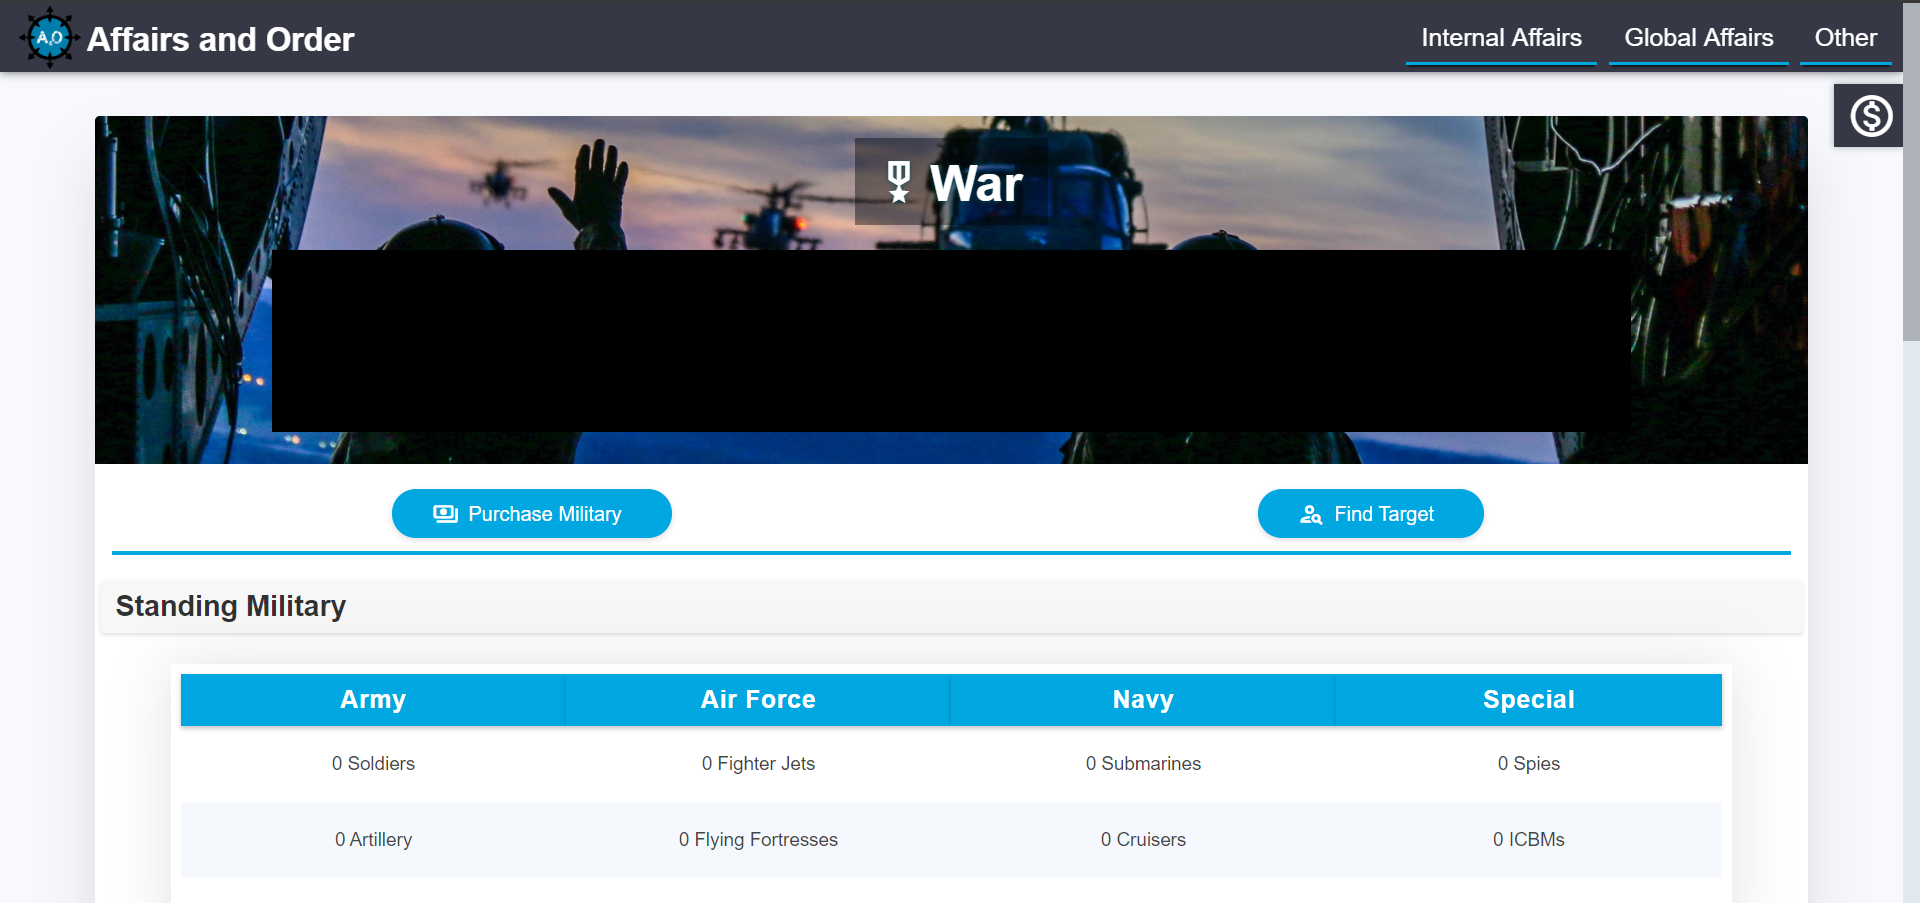 A&O Affairs and Order
Internal Affairs Global Affairs Other
War
Purchase Military Find Target
Standing Military
Army Air Force Navy Special
0 Soldiers 0 Fighter Jets 0 Submarines 0 Spies
0 Artillery 0 Flying Fortresses 0 Cruisers 0 ICBMs